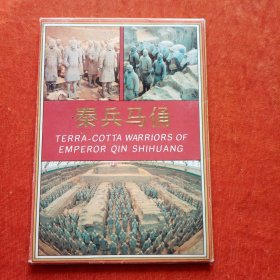 秦兵马俑
TERRA-COTTA WARRIORS OF
EMPEROR QIN SHIHUANG